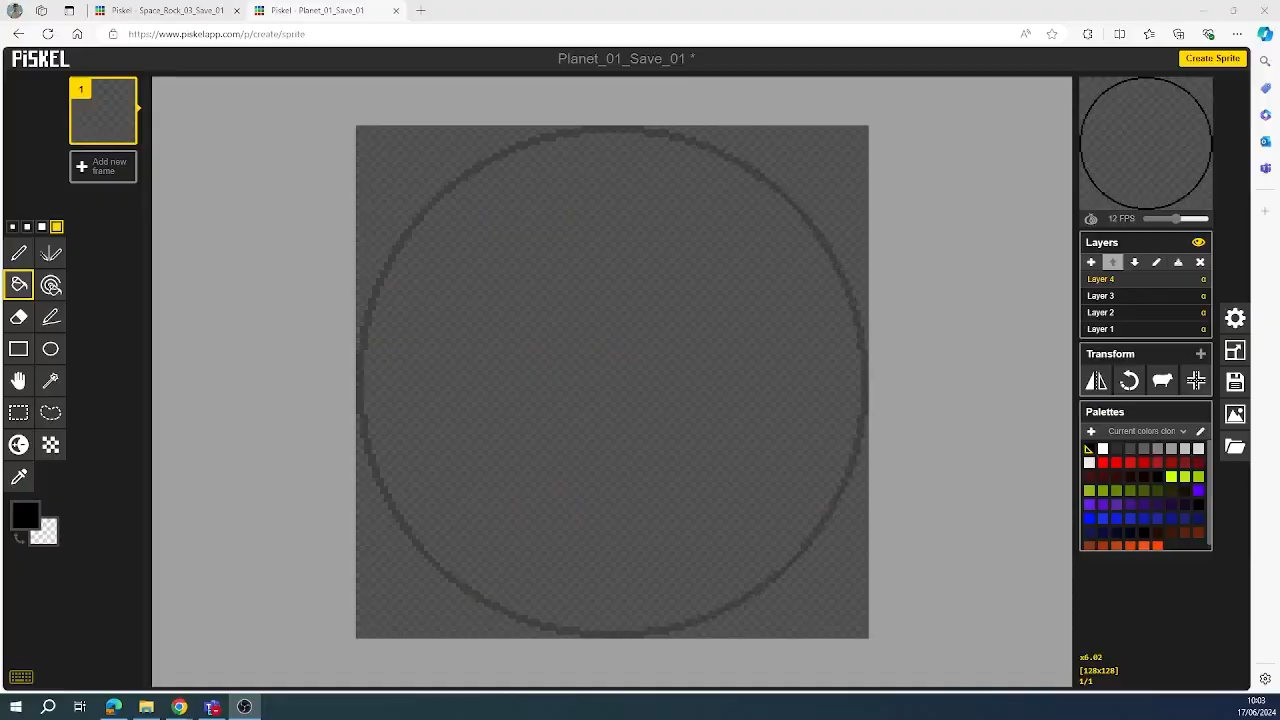 Piskel - Space_Rock_03_Save_01
Piskel - Planet_01_Save_01
https://www.piskelapp.com/p/create/sprite
PiSKEL
Planet_01_Save_01 *
Create Sprite
1
Add new
frame
12 FPS
Layers
Layer 4 α
Layer 3 α
Layer 2 α
Layer 1 α
Transform
Palettes
Current colors clon
x6.02
[128x128]
1/1
10:03
17/06/2024